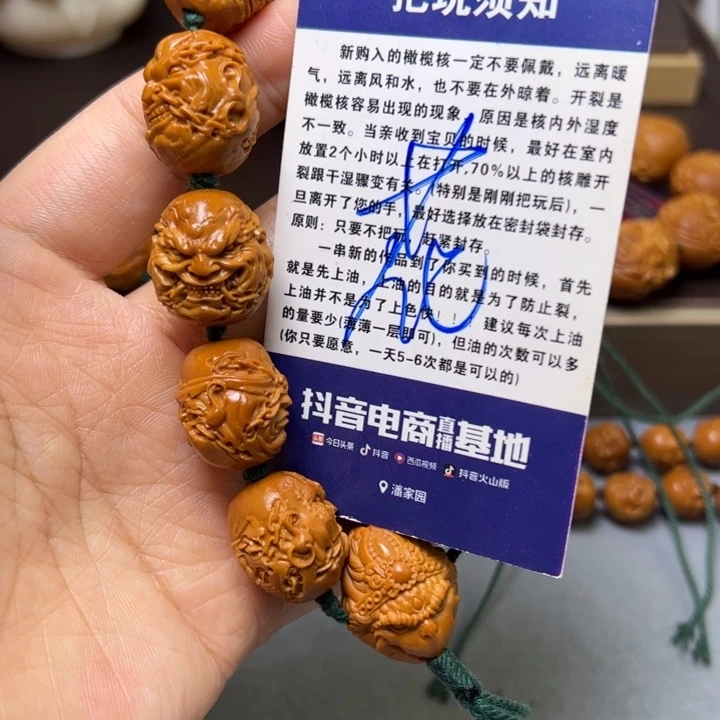 把玩须知
新购入的橄榄核一定不要佩戴，远离暖
气，远离风和水，也不要在外晾着。开裂是
橄榄核容易出现的现象，原因是核内外湿度
不一致。当亲收到宝贝的时候，最好在室内
放置2个小时以上在打开,70%以上的核雕开
裂跟干湿骤变有关。(特别是刚刚把玩后)，一
旦离开了您的手，最好选择放在密封袋封存。
原则：只要不把玩，赶紧封存。
一串新的作品到了你买到的时候，首先
就是先上油，上油的目的就是为了防止裂，
上油并不是为了上色快！！！建议每次上油
的量要少(薄薄一层即可)，但油的次数可以多
(你只要愿意，一天5-6次都是可以的)
抖音电商直播基地
头条 今日头条 抖音 西瓜视频 抖音火山版
潘家园